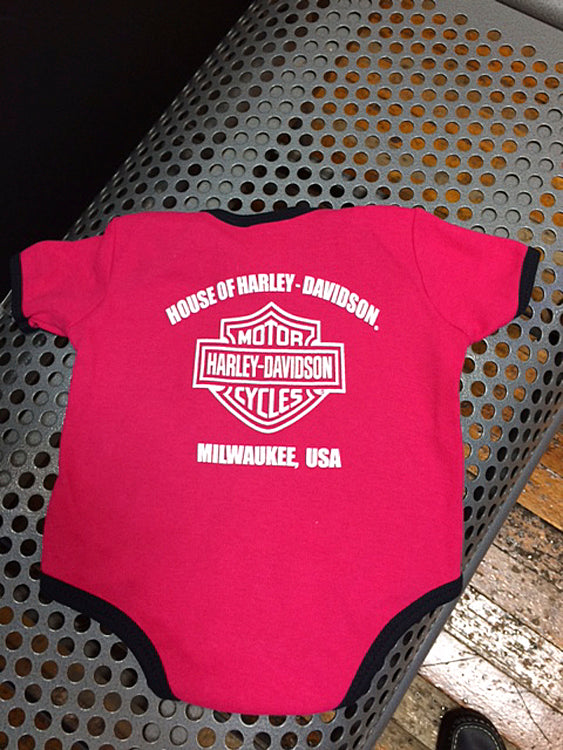 HOUSE OF HARLEY-DAVIDSON®
MOTOR
HARLEY-DAVIDSON
CYCLES
MILWAUKEE, USA